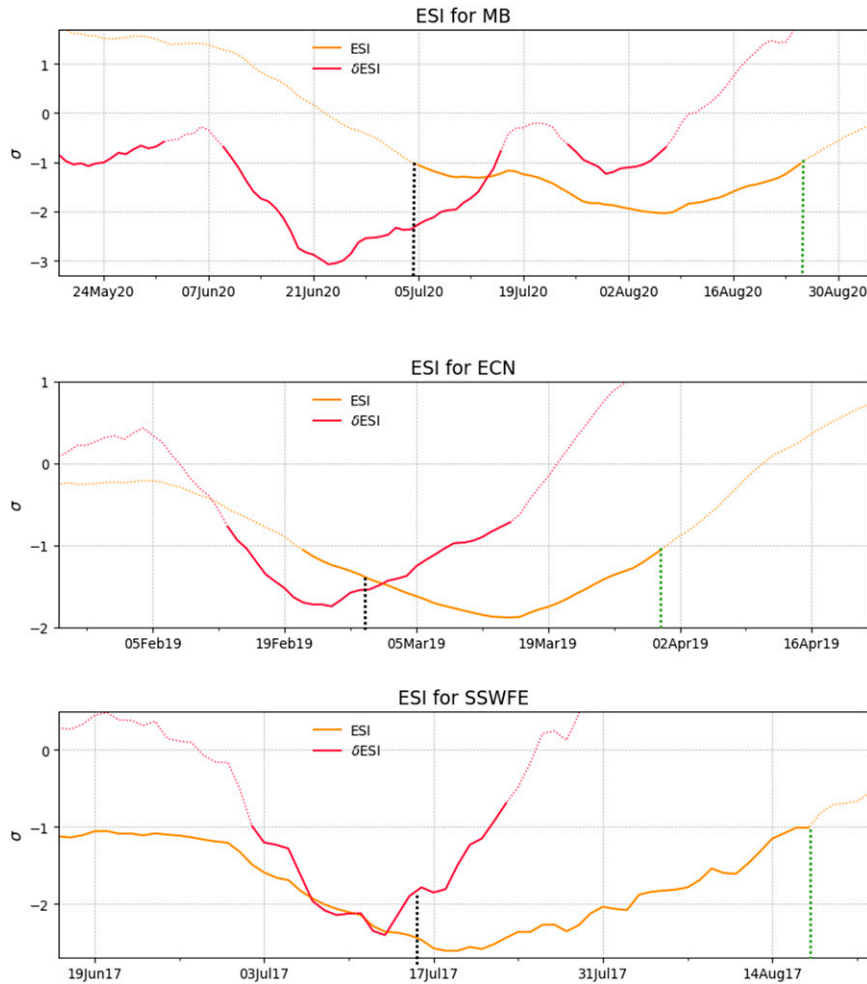 ESI for MB
ESI
δESI
1
0
−1
−2
−3
σ
24May20 07Jun20 21Jun20 05Jul20 19Jul20 02Aug20 16Aug20 30Aug20
ESI for ECN
ESI
δESI
1
0
−1
−2
σ
05Feb19 19Feb19 05Mar19 19Mar19 02Apr19 16Apr19
ESI for SSWFE
ESI
δESI
0
−1
−2
σ
19Jun17 03Jul17 17Jul17 31Jul17 14Aug17